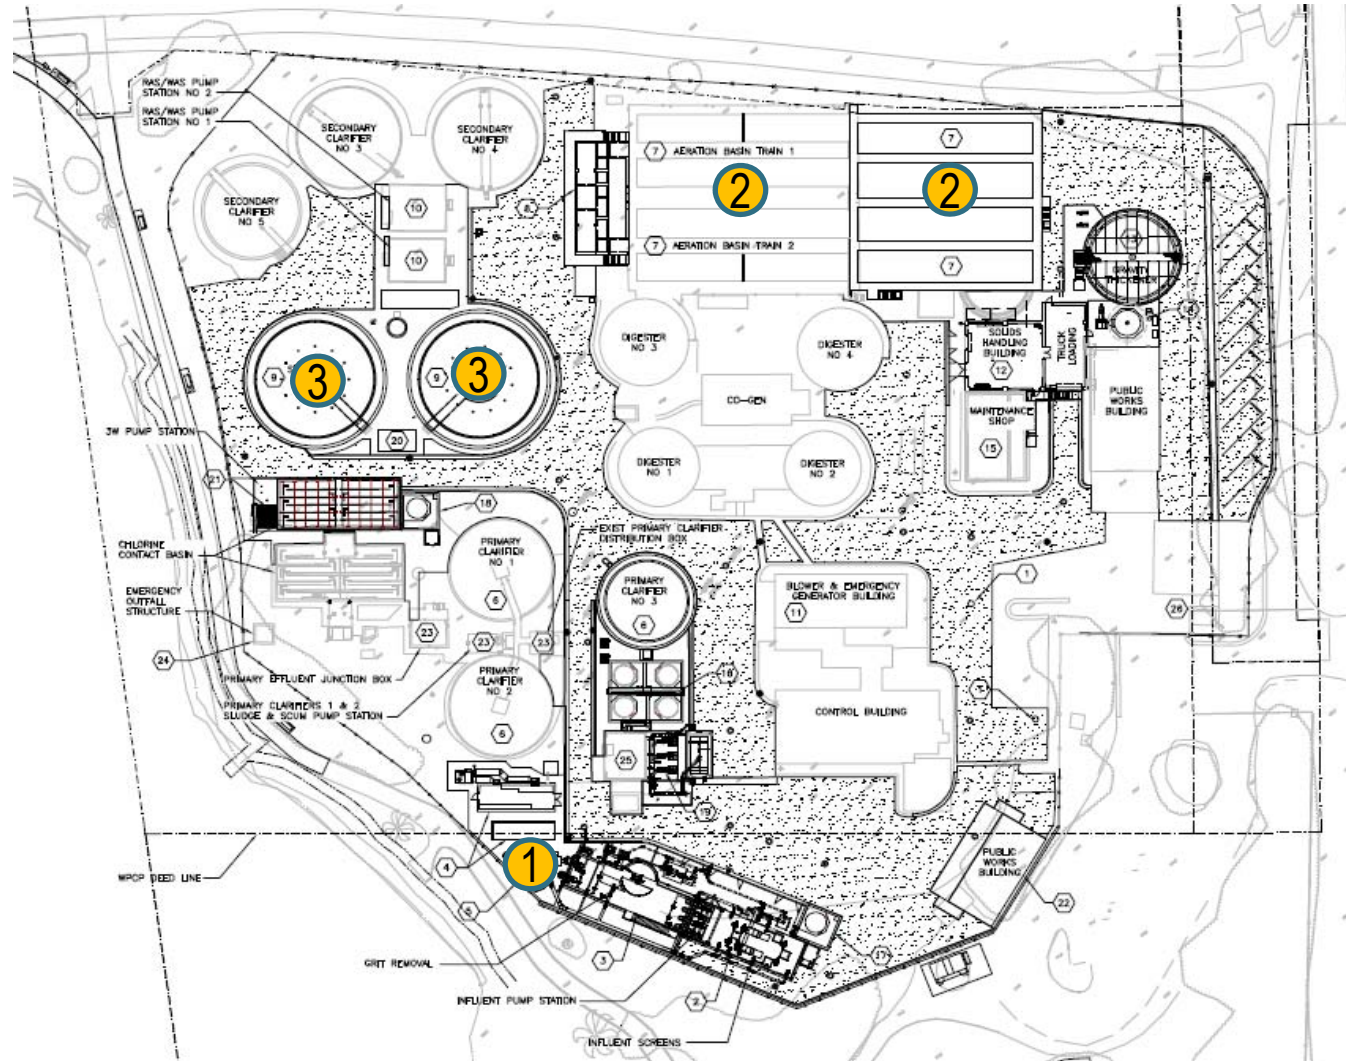 RAS/WAS PUMP
STATION NO 2
RAS/WAS PUMP
STATION NO 1
SECONDARY
CLARIFIER
NO 3
SECONDARY
CLARIFIER
NO 4
SECONDARY
CLARIFIER
NO 5
10
10
8
7
AERATION BASIN TRAIN 1
7
AERATION BASIN TRAIN 2
2
2
7
7
GRAVITY
THICKENER
DIGESTER
NO 3
DIGESTER
NO 4
CO-GEN
DIGESTER
NO 1
DIGESTER
NO 2
SOLIDS
HANDLING
BUILDING
12
TRUCK
LOADING
MAINTENANCE
SHOP
15
PUBLIC
WORKS
BUILDING
9
3
9
3
20
3W PUMP STATION
21
18
CHLORINE
CONTACT BASIN
EMERGENCY
OUTFALL
STRUCTURE
24
PRIMARY
CLARIFIER
NO 1
6
EXIST PRIMARY CLARIFIER
DISTRIBUTION BOX
PRIMARY
CLARIFIER
NO 3
6
BLOWER & EMERGENCY
GENERATOR BUILDING
11
1
26
23
23
23
PRIMARY EFFLUENT JUNCTION BOX
PRIMARY CLARIFIERS 1 & 2
SLUDGE & SCUM PUMP STATION
PRIMARY
CLARIFIER
NO 2
6
18
CONTROL BUILDING
25
19
4
1
5
WPCP DEED LINE
PUBLIC
WORKS
BUILDING
22
GRIT REMOVAL
3
17
INFLUENT PUMP STATION
2
INFLUENT SCREENS